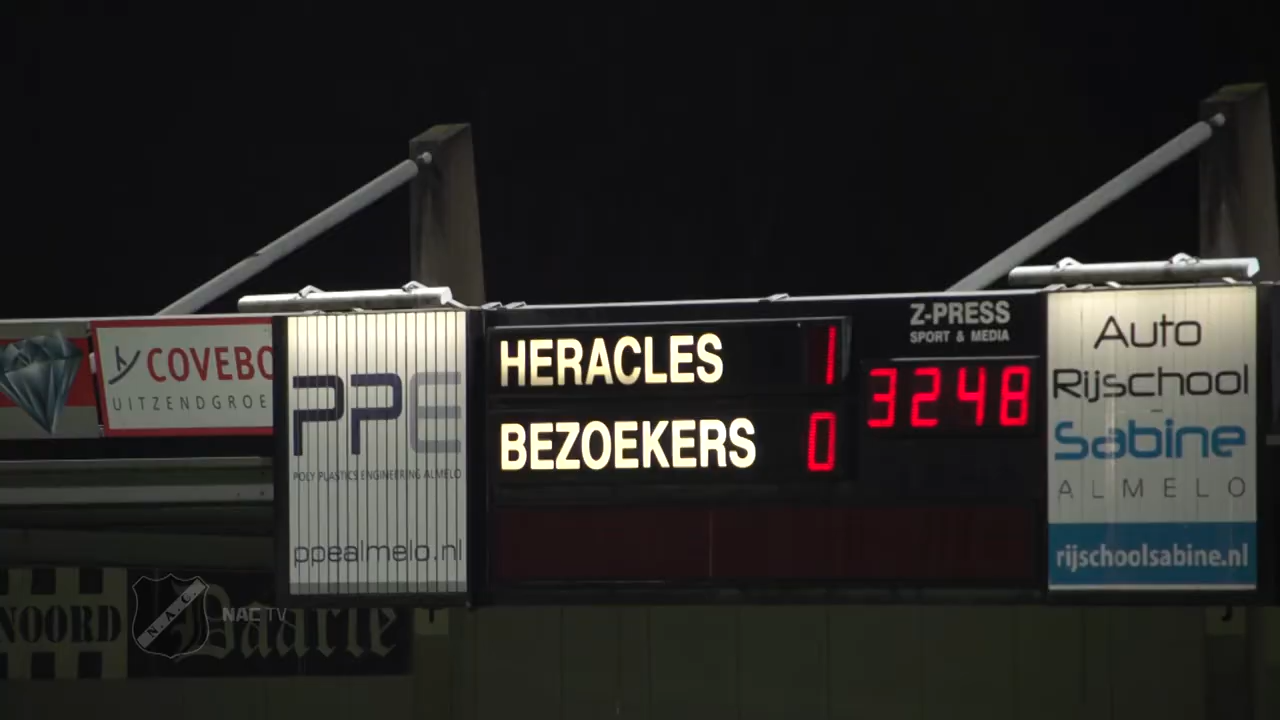 COVEBO
UITZENDGROE
PPE
POLY PLASTICS ENGINEERING ALMELO
ppealmelo.nl
HERACLES 1
BEZOEKERS 0
Z-PRESS
SPORT & MEDIA
3248
Auto
Rijschool
Sabine
ALMELO
rijschoolsabine.nl
NOORD
N.A.C.
NAC TV
Baarle